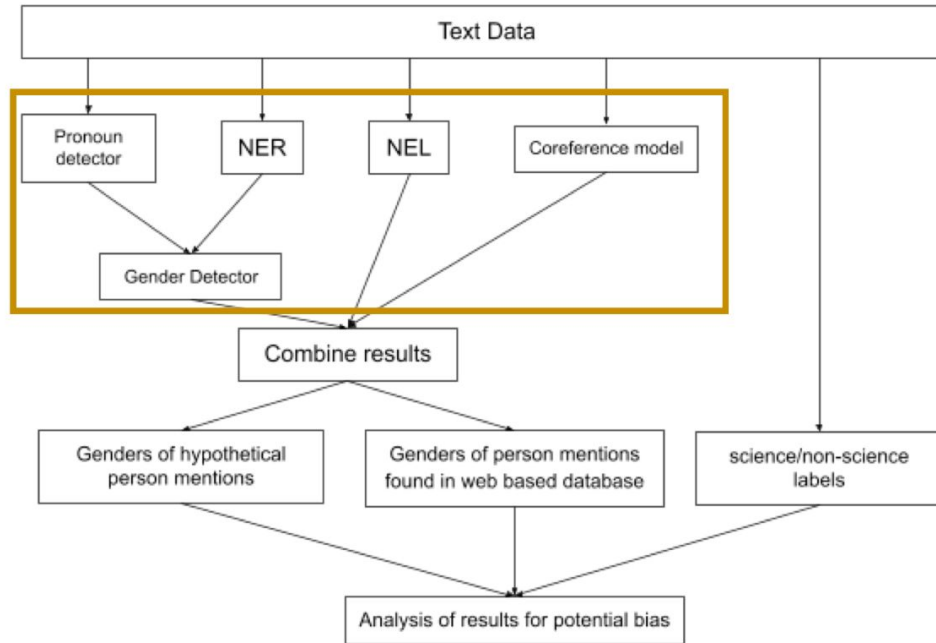 Text Data
Pronoun
detector
NER
NEL
Coreference model
Gender Detector
Combine results
Genders of hypothetical
person mentions
Genders of person mentions
found in web based database
science/non-science
labels
Analysis of results for potential bias